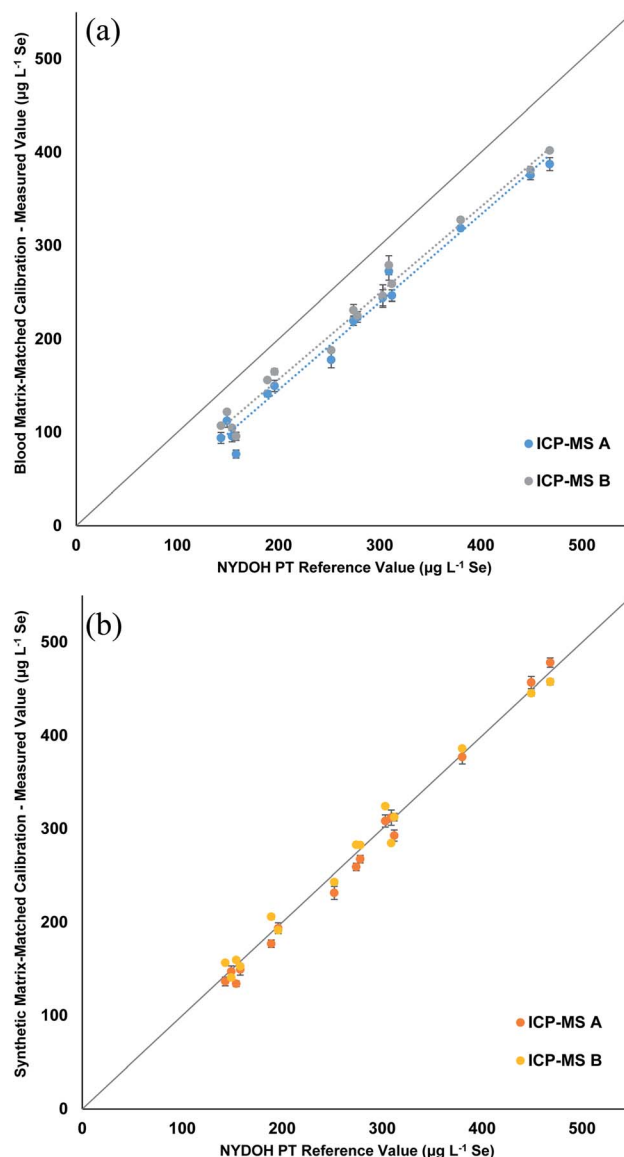 (a)
Blood Matrix-Matched Calibration - Measured Value (µg L⁻¹ Se)
500
400
300
200
100
0
ICP-MS A
ICP-MS B
0 100 200 300 400 500
NYDOH PT Reference Value (µg L⁻¹ Se)
(b)
Synthetic Matrix-Matched Calibration - Measured Value (µg L⁻¹ Se)
500
400
300
200
100
0
ICP-MS A
ICP-MS B
0 100 200 300 400 500
NYDOH PT Reference Value (µg L⁻¹ Se)